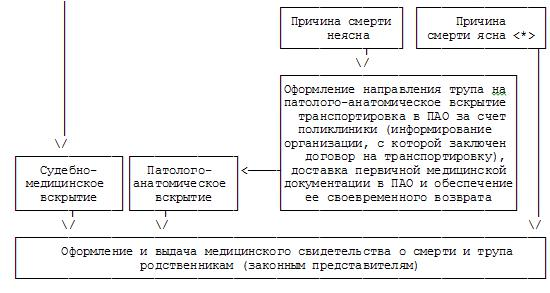 Причина смерти
неясна
Причина
смерти ясна <*>
Оформление направления трупа на
патолого-анатомическое вскрытие
транспортировка в ПАО за счет
поликлиники (информирование
организации, с которой заключен
договор на транспортировку),
доставка первичной медицинской
документации в ПАО и обеспечение
ее своевременного возврата
Судебно-
медицинское
вскрытие
Патолого-
анатомическое
вскрытие
Оформление и выдача медицинского свидетельства о смерти и трупа
родственникам (законным представителям)